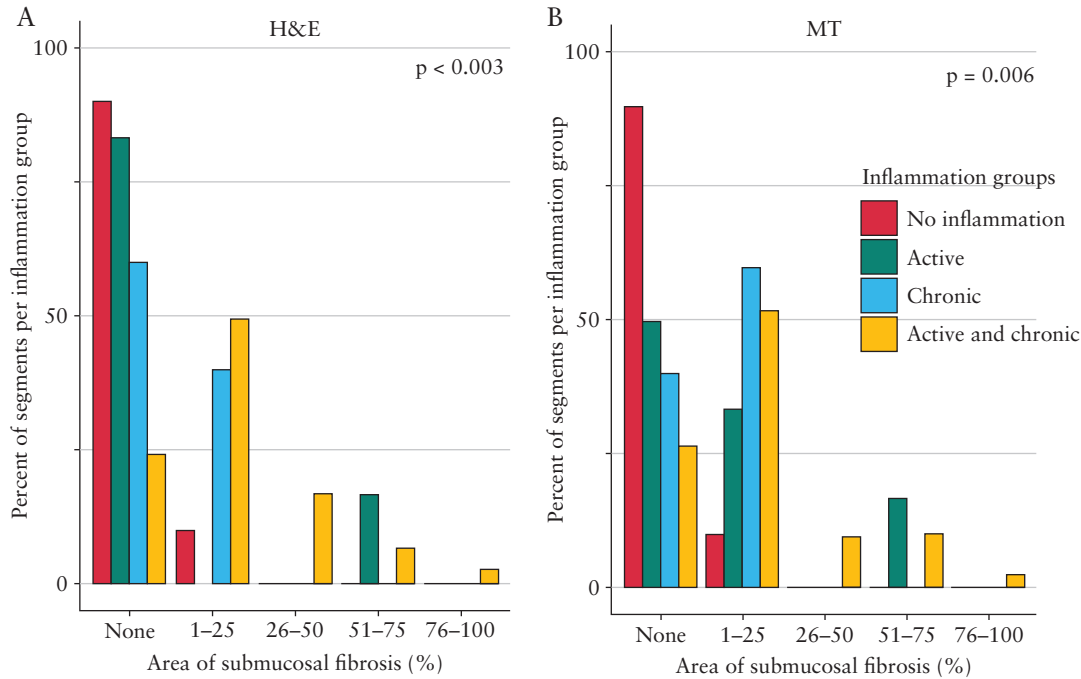 A
H&E
p < 0.003
Percent of segments per inflammation group
100
50
0
None
1–25
26–50
51–75
76–100
Area of submucosal fibrosis (%)
B
MT
p = 0.006
Percent of segments per inflammation group
100
50
0
Inflammation groups
No inflammation
Active
Chronic
Active and chronic
None
1–25
26–50
51–75
76–100
Area of submucosal fibrosis (%)